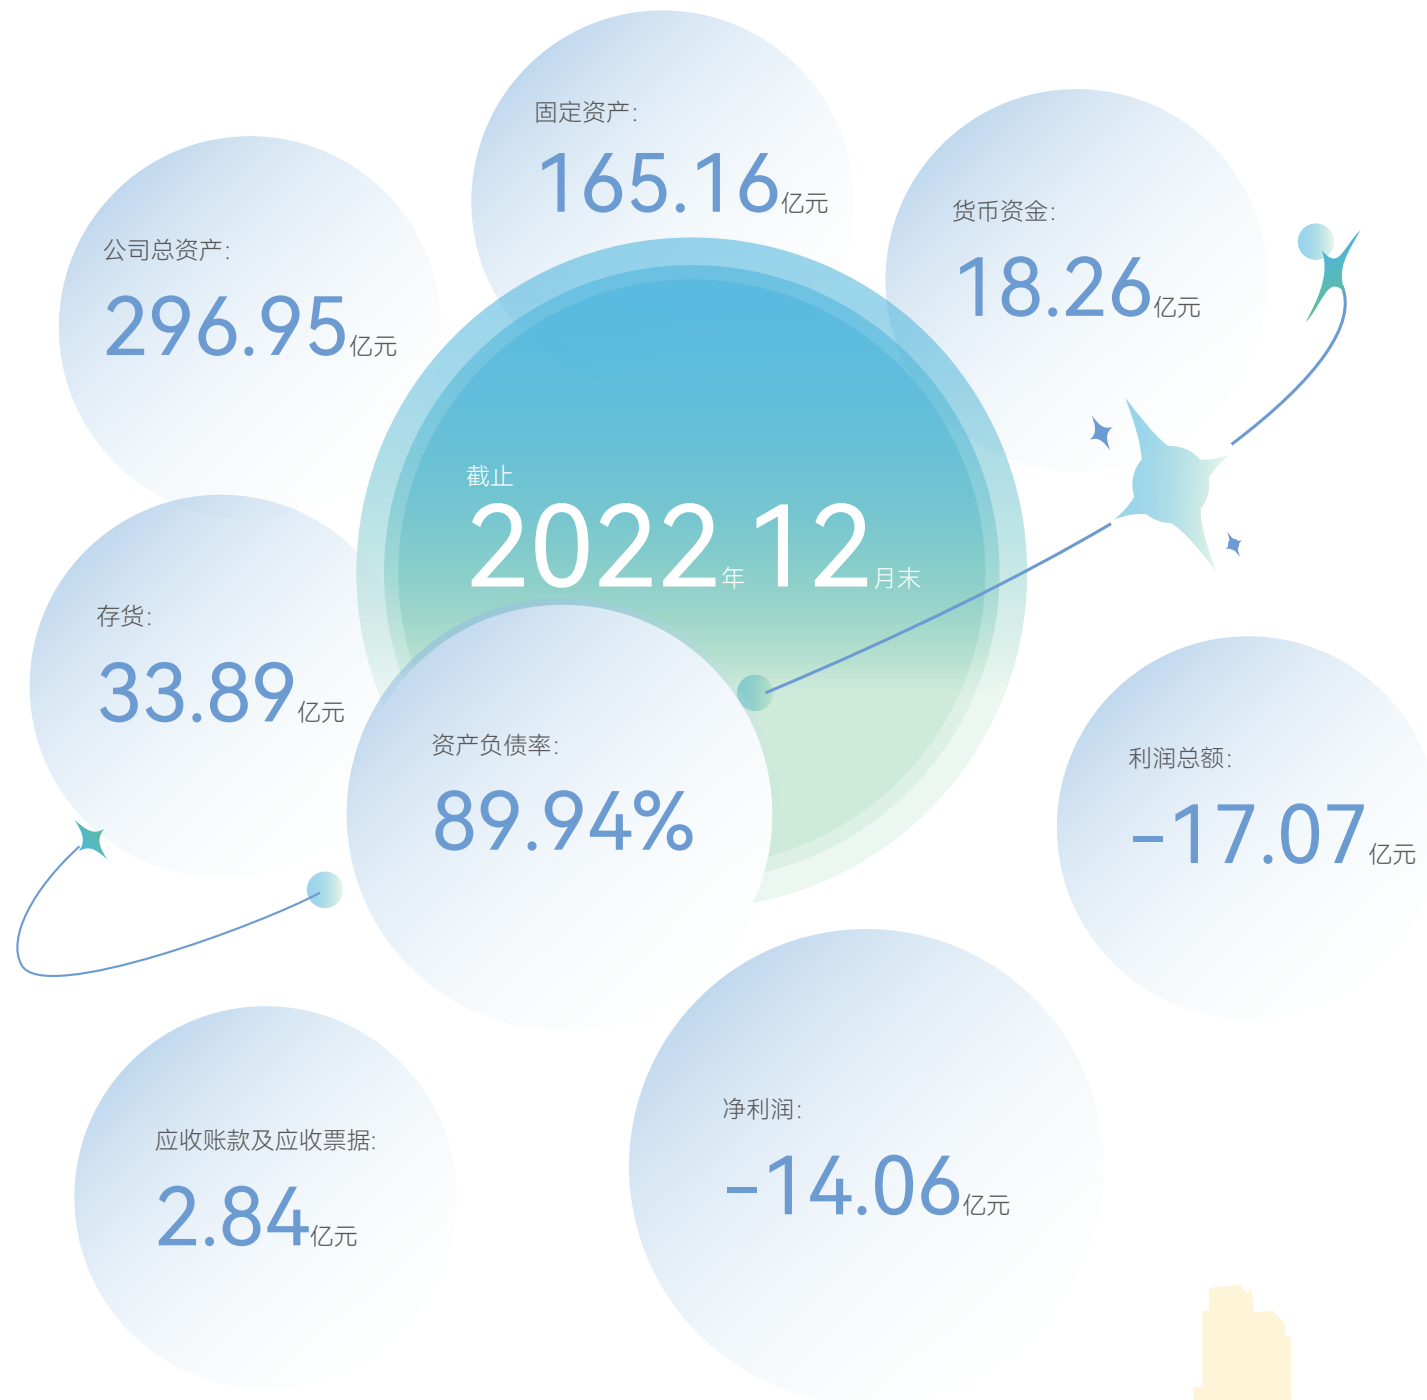 固定资产:
165.16亿元
货币资金:
18.26亿元
公司总资产:
296.95亿元
截止
2022年12月末
存货:
33.89亿元
资产负债率:
89.94%
利润总额:
-17.07亿元
净利润:
-14.06亿元
应收账款及应收票据:
2.84亿元